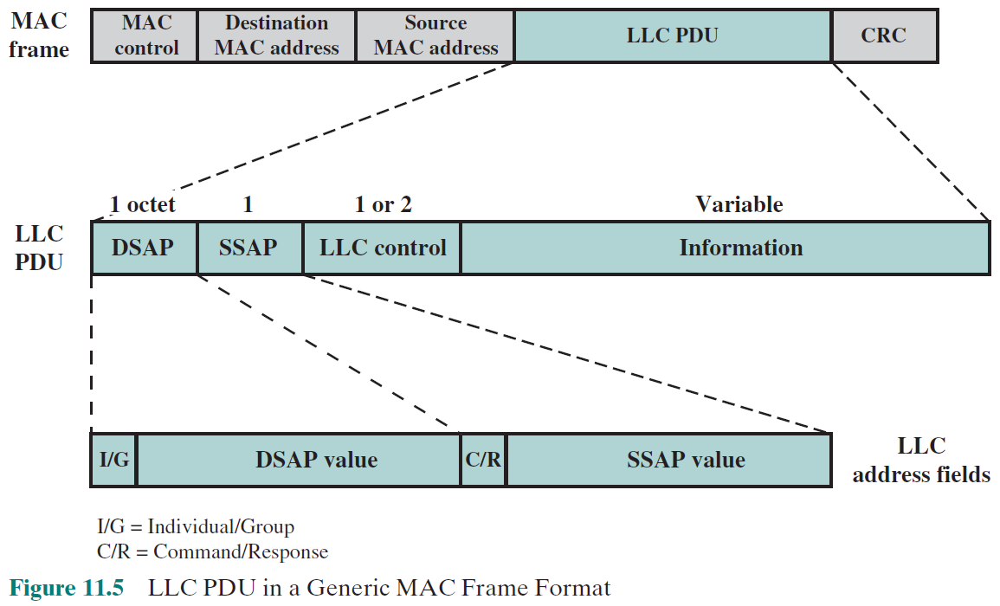 MAC
frame
MAC
control
Destination
MAC address
Source
MAC address
LLC PDU
CRC
1 octet
1
1 or 2
Variable
LLC
PDU
DSAP
SSAP
LLC control
Information
I/G
DSAP value
C/R
SSAP value
LLC
address fields
I/G = Individual/Group
C/R = Command/Response
Figure 11.5 LLC PDU in a Generic MAC Frame Format